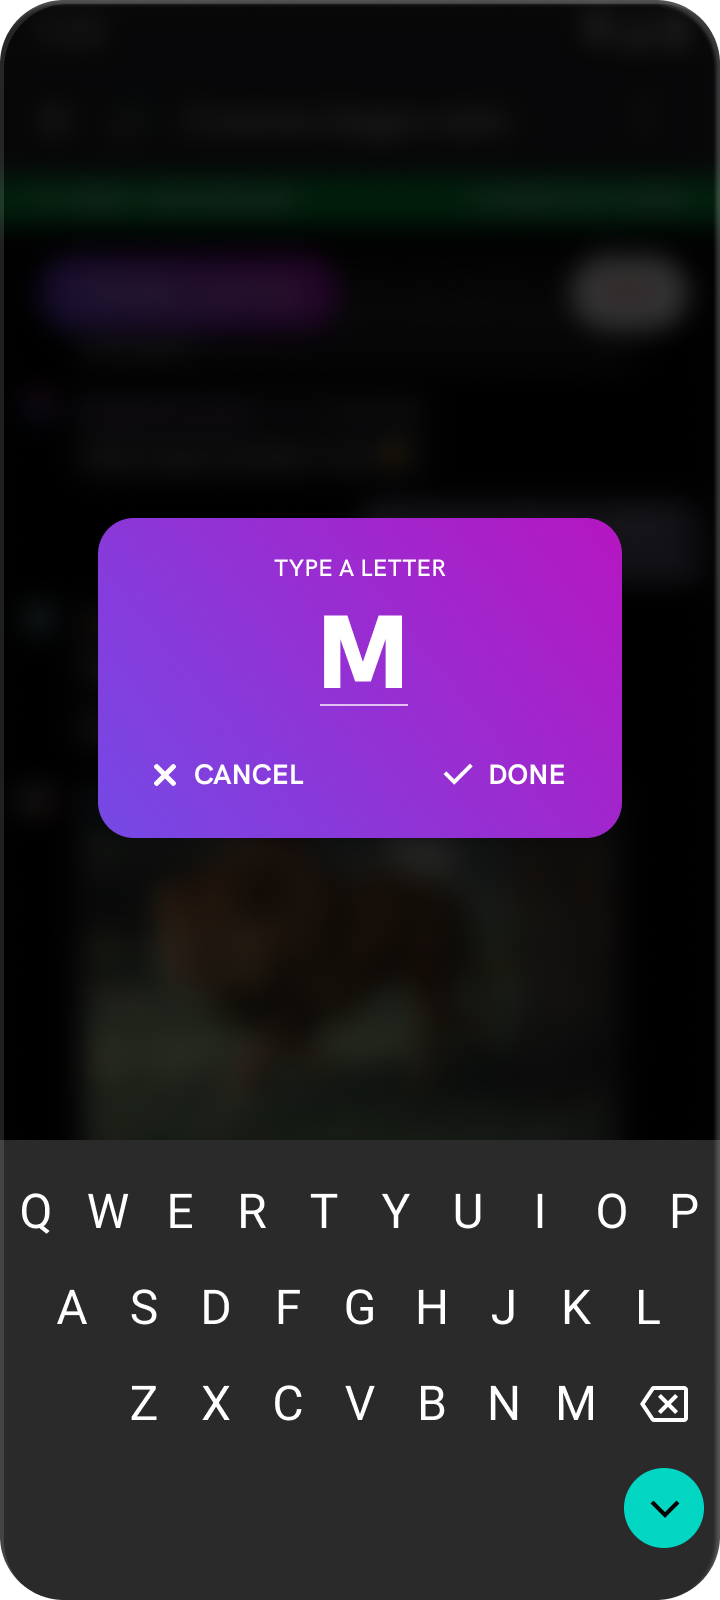 TYPE A LETTER
M
CANCEL DONE
Q W E R T Y U I O P
A S D F G H J K L
Z X C V B N M